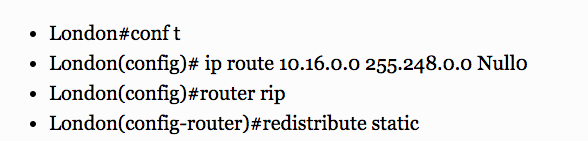 London#conf t
London(config)# ip route 10.16.0.0 255.248.0.0 Null0
London(config)#router rip
London(config-router)#redistribute static